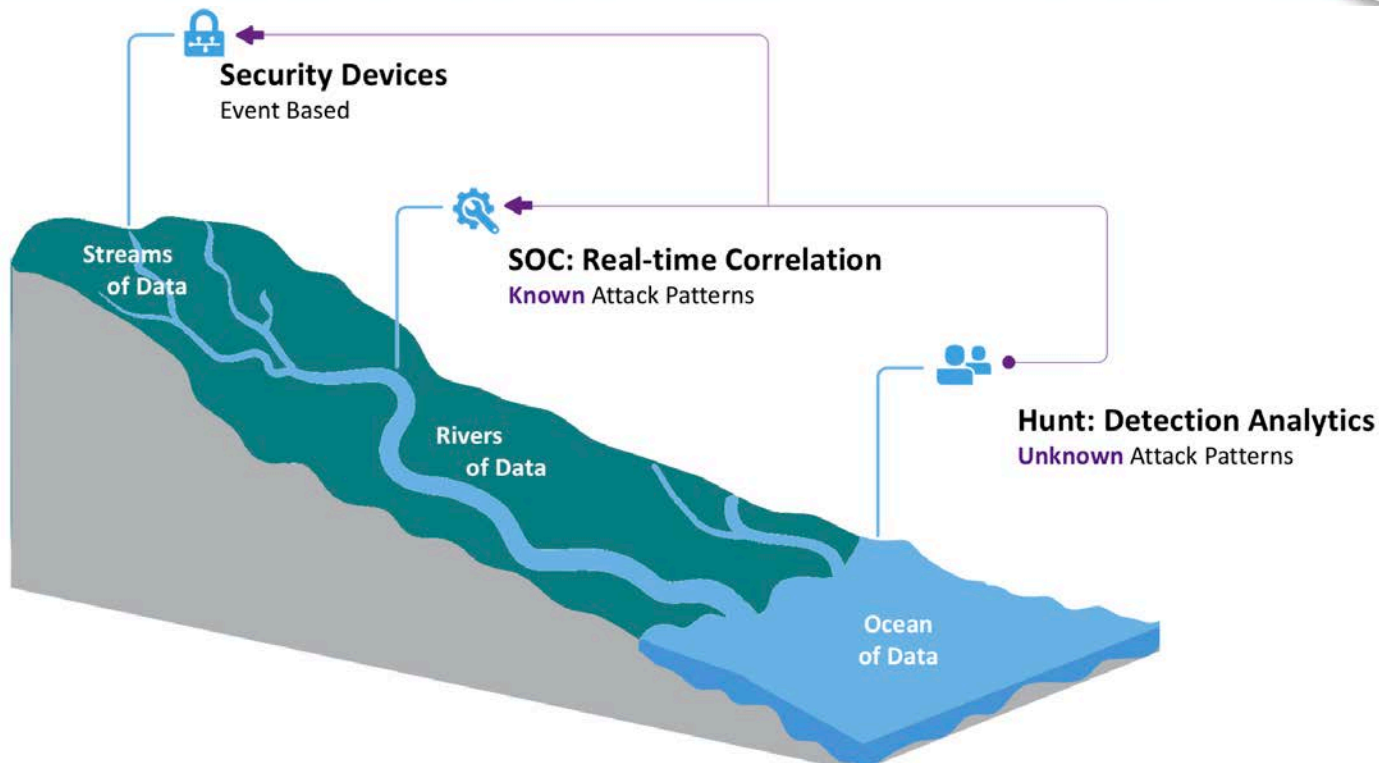 Security Devices
Event Based
Streams
of Data
SOC: Real-time Correlation
Known Attack Patterns
Rivers
of Data
Hunt: Detection Analytics
Unknown Attack Patterns
Ocean
of Data